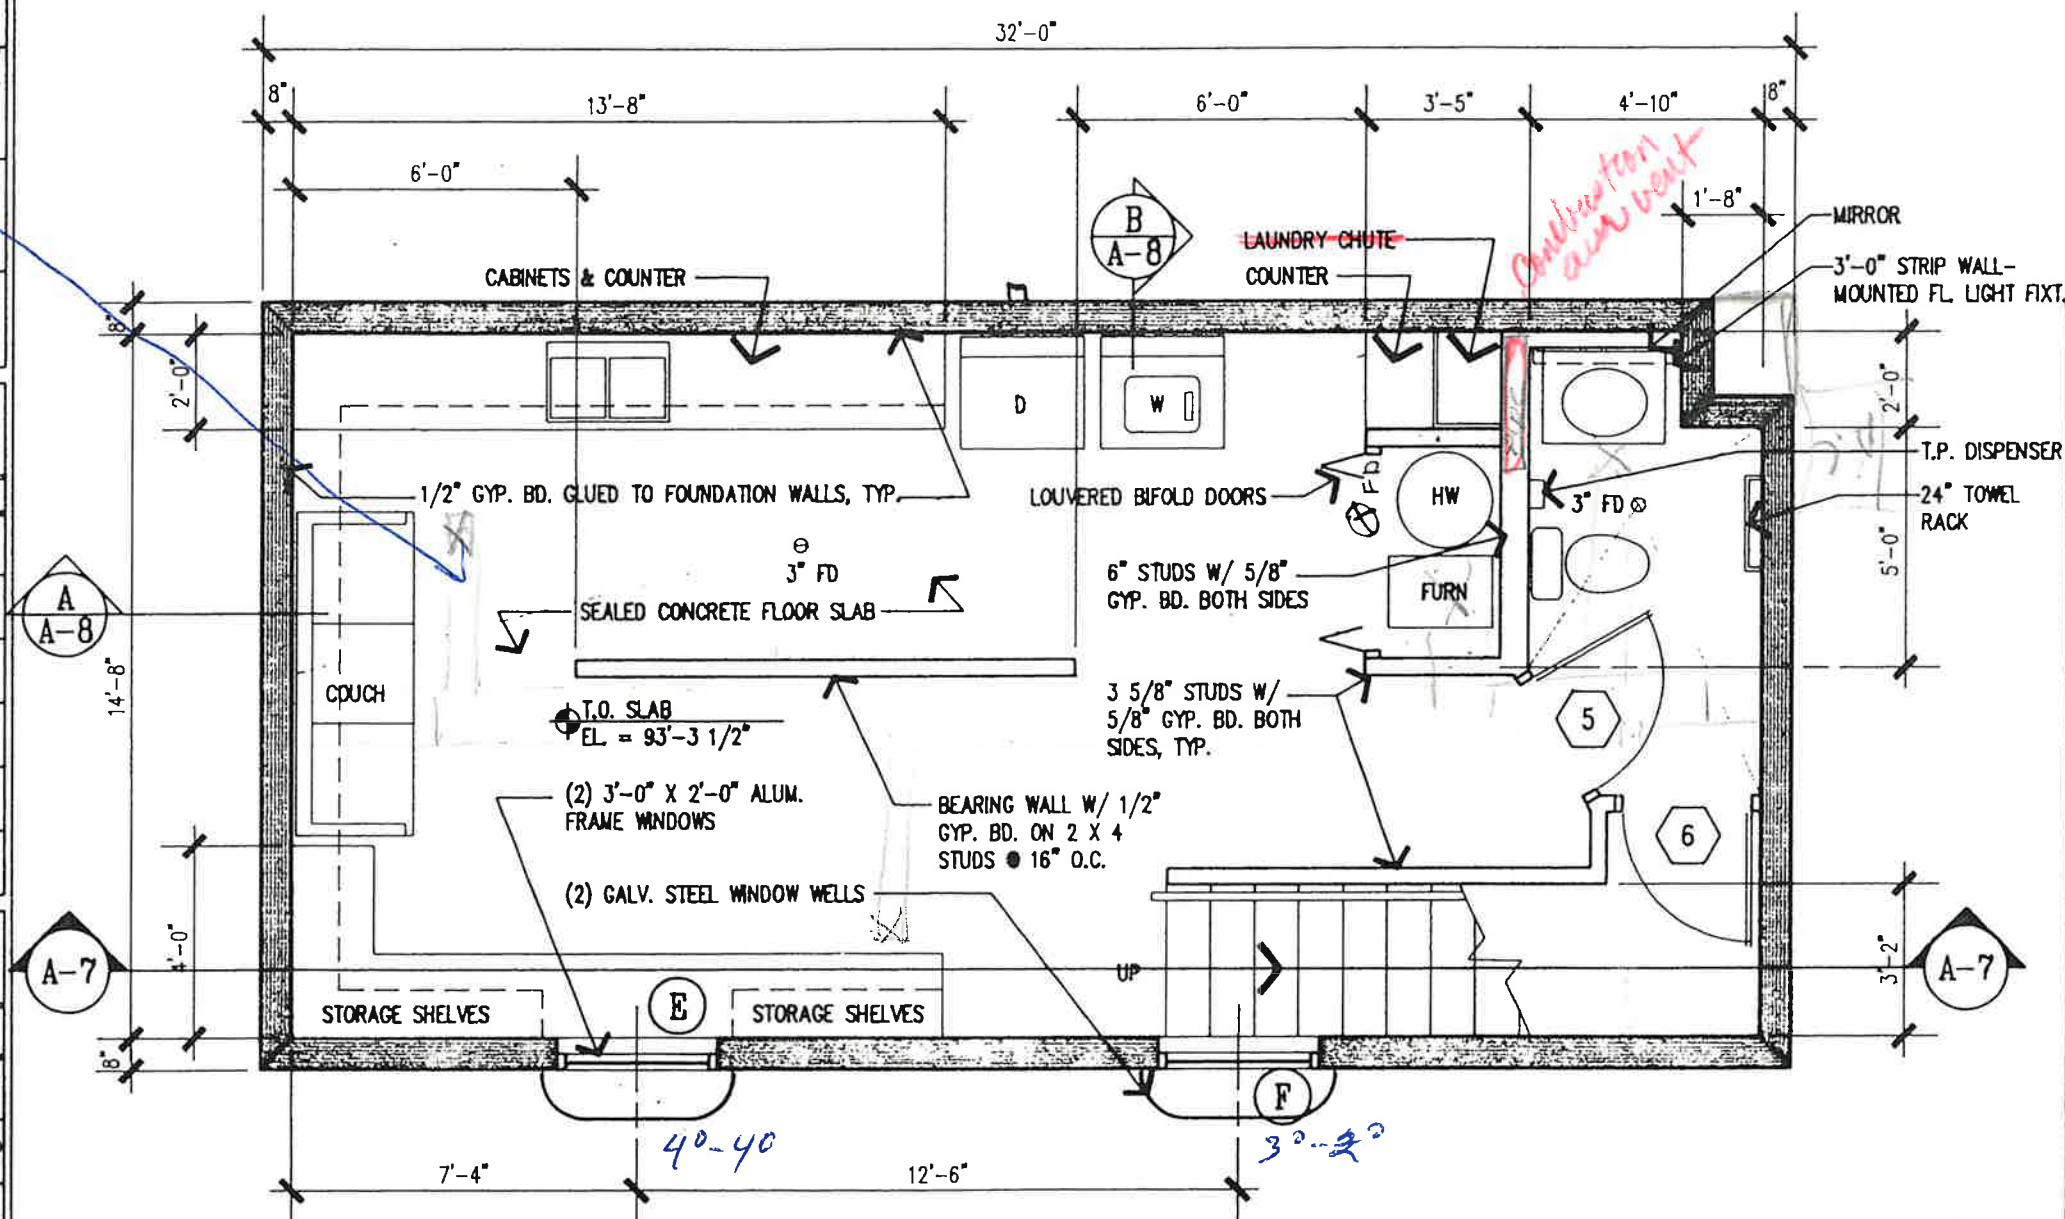 32'-0"
8"
13'-8"
6'-0"
3'-5"
4'-10"
8"
6'-0"
1'-8"
Combustion
air vent
B
A-8
LAUNDRY CHUTE
COUNTER
CABINETS & COUNTER
MIRROR
3'-0" STRIP WALL-
MOUNTED FL. LIGHT FIXT.
8"
2'-0"
D
W
2'-0"
T.P. DISPENSER
24" TOWEL
RACK
1/2" GYP. BD. GLUED TO FOUNDATION WALLS, TYP.
LOUVERED BIFOLD DOORS
FD
HW
3" FD
3" FD
5'-0"
A
A-8
SEALED CONCRETE FLOOR SLAB
6" STUDS W/ 5/8"
GYP. BD. BOTH SIDES
FURN
14'-8"
COUCH
T.O. SLAB
EL. = 93'-3 1/2"
3 5/8" STUDS W/
5/8" GYP. BD. BOTH
SIDES, TYP.
5
(2) 3'-0" X 2'-0" ALUM.
FRAME WINDOWS
BEARING WALL W/ 1/2"
GYP. BD. ON 2 X 4
STUDS @ 16" O.C.
6
(2) GALV. STEEL WINDOW WELLS
4'-0"
3'-2"
A-7
UP
A-7
STORAGE SHELVES
E
STORAGE SHELVES
8"
F
4⁰-4⁰
3⁰-2⁰
7'-4"
12'-6"